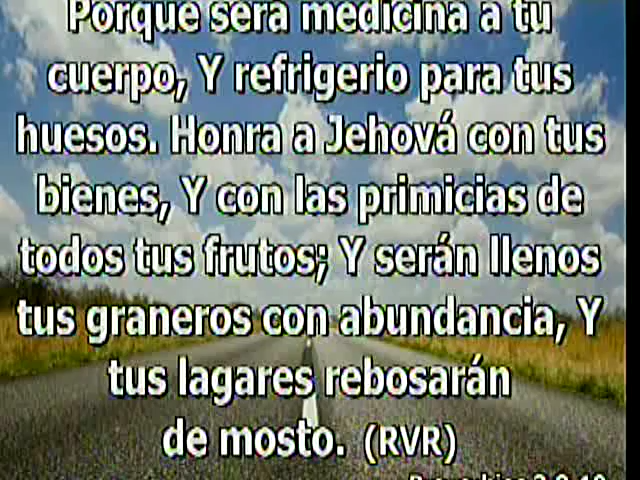 Porque será medicina a tu
cuerpo, Y refrigerio para tus
huesos. Honra a Jehová con tus
bienes, Y con las primicias de
todos tus frutos; Y serán llenos
tus graneros con abundancia, Y
tus lagares rebosarán
de mosto. (RVR)